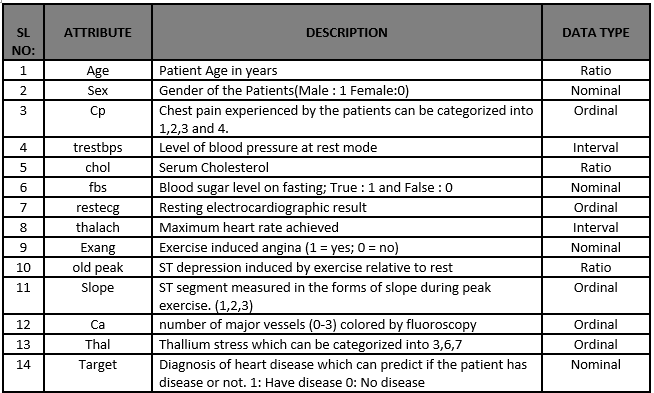 SL NO: ATTRIBUTE DESCRIPTION DATA TYPE
1 Age Patient Age in years Ratio
2 Sex Gender of the Patients(Male : 1 Female:0) Nominal
3 Cp Chest pain experienced by the patients can be categorized into Ordinal
1,2,3 and 4.
4 trestbps Level of blood pressure at rest mode Interval
5 chol Serum Cholesterol Ratio
6 fbs Blood sugar level on fasting; True : 1 and False : 0 Nominal
7 restecg Resting electrocardiographic result Ordinal
8 thalach Maximum heart rate achieved Interval
9 Exang Exercise induced angina (1 = yes; 0 = no) Nominal
10 old peak ST depression induced by exercise relative to rest Ratio
11 Slope ST segment measured in the forms of slope during peak Ordinal
exercise. (1,2,3)
12 Ca number of major vessels (0-3) colored by fluoroscopy Ordinal
13 Thal Thallium stress which can be categorized into 3,6,7 Ordinal
14 Target Diagnosis of heart disease which can predict if the patient has Nominal
disease or not. 1: Have disease 0: No disease